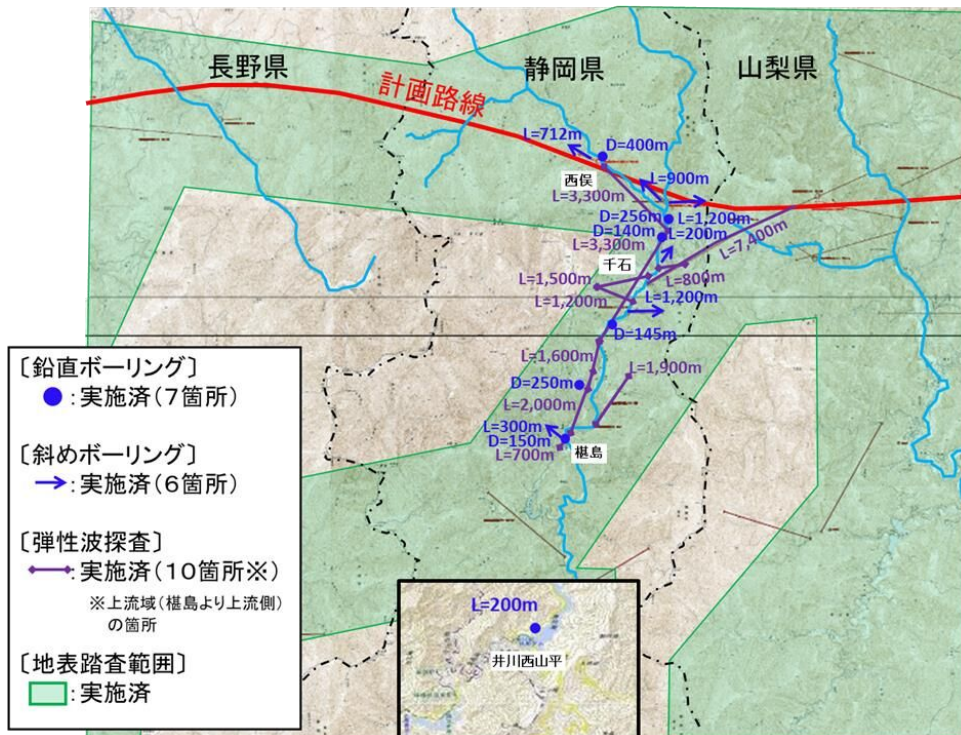 長野県
静岡県
山梨県
計画路線
L=712m
D=400m
西俣
L=900m
L=3,300m
D=256m
L=1,200m
D=140m
L=200m
L=3,300m
L=7,400m
千石
L=1,500m
L=800m
L=1,200m
L=1,200m
D=145m
L=1,600m
L=1,900m
D=250m
L=2,000m
L=300m
D=150m
L=700m
椹島
〔鉛直ボーリング〕
:実施済(7箇所)
〔斜めボーリング〕
:実施済(6箇所)
〔弾性波探査〕
:実施済(10箇所※)
※上流域(椹島より上流側)
の箇所
〔地表踏査範囲〕
:実施済
L=200m
井川西山平